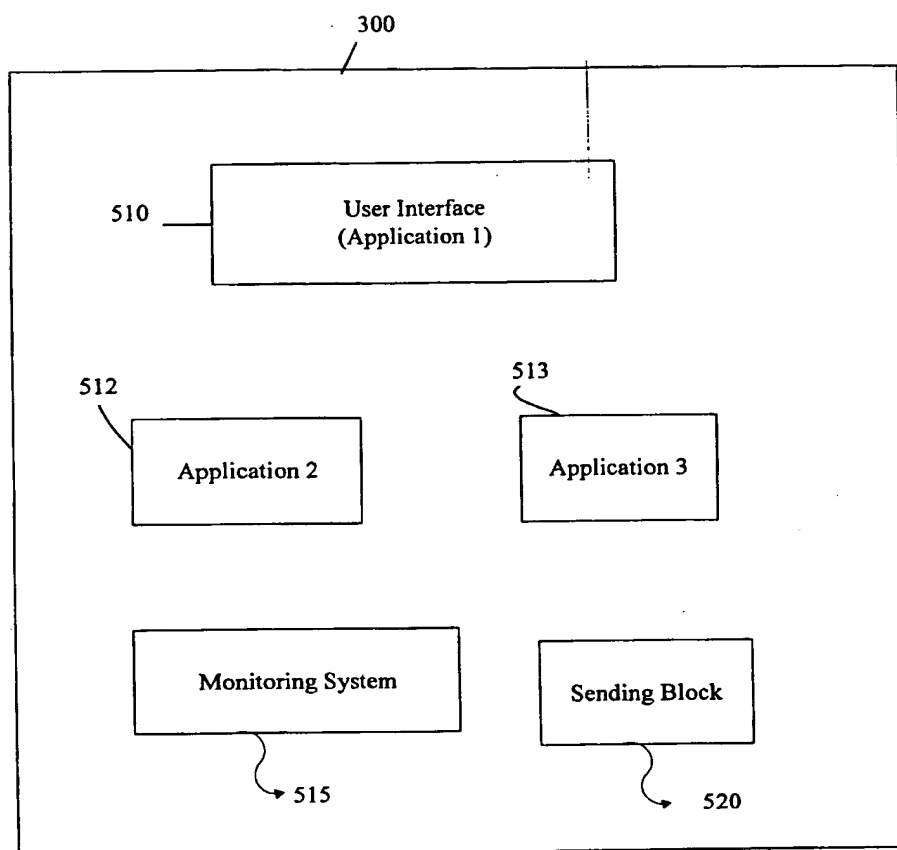 300
510
User Interface
(Application 1)
512
513
Application 2
Application 3
Monitoring System
Sending Block
515
520